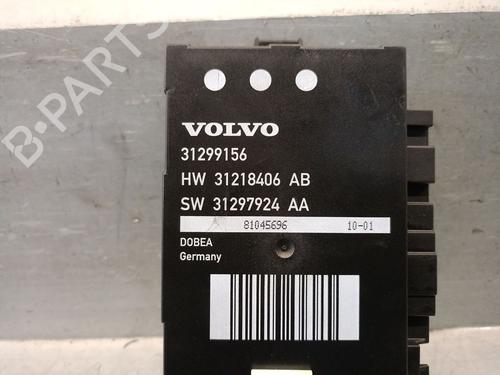 B-PARTS
VOLVO
31299156
HW 31218406 AB
SW 31297924 AA
81045696 10-01
DOBEA
Germany